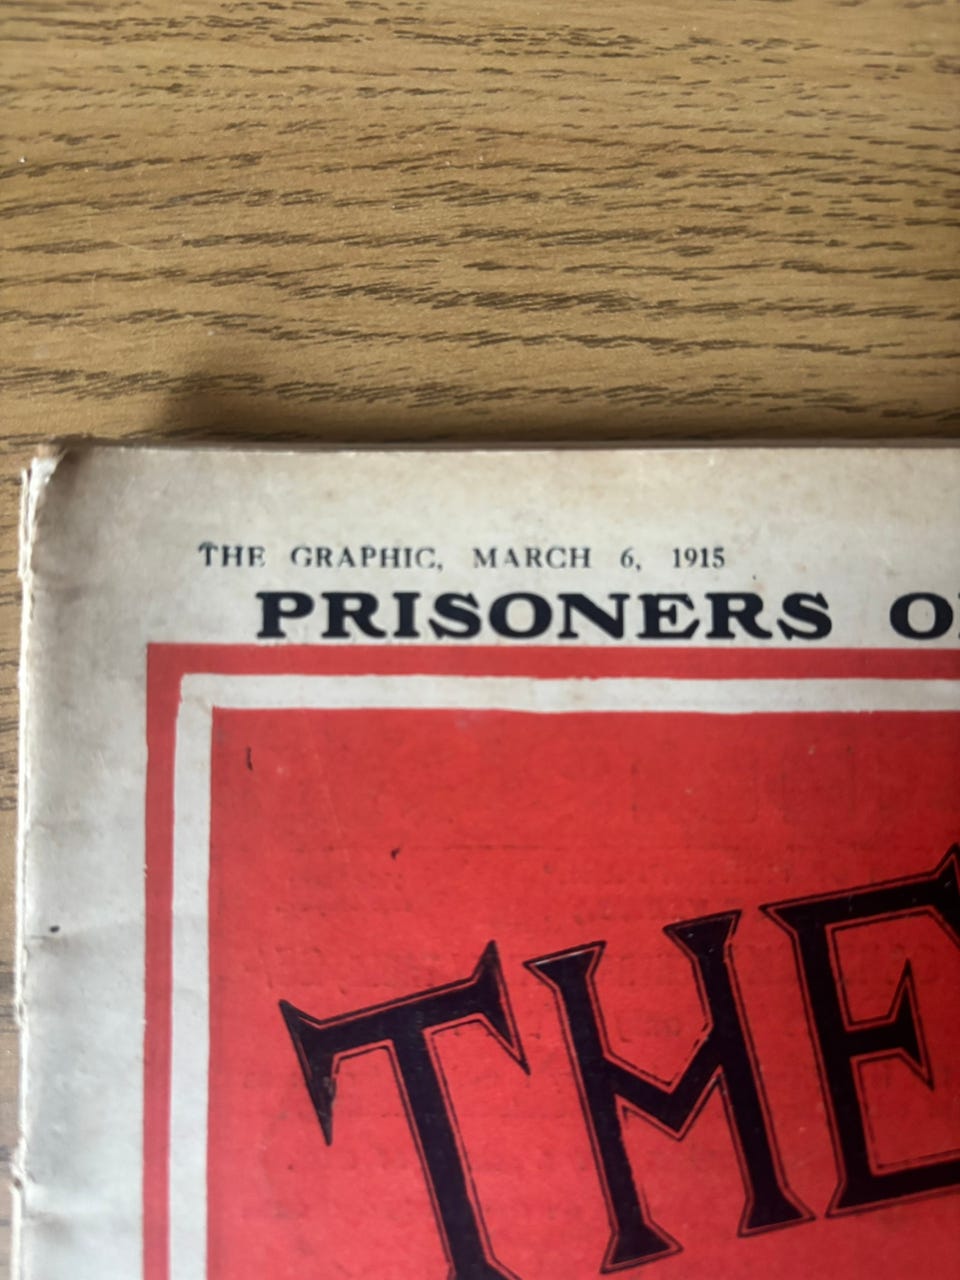 THE GRAPHIC, MARCH 6, 1915
PRISONERS
THE